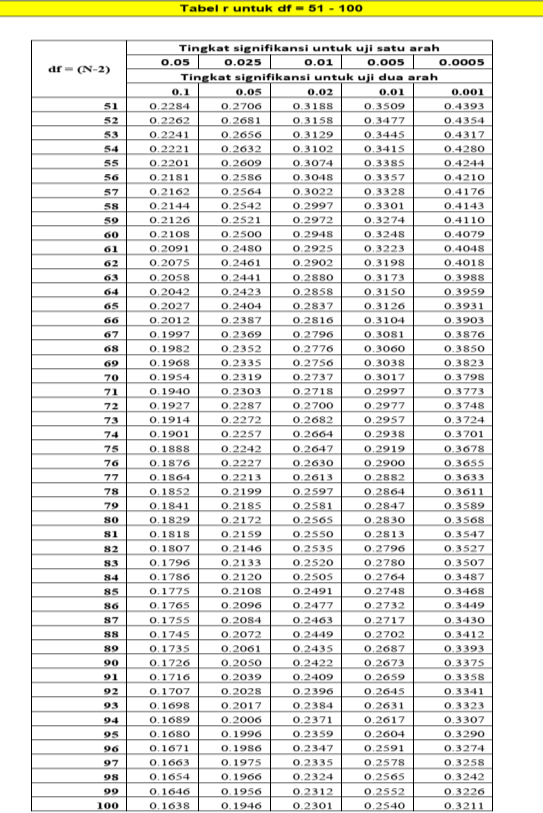 Tabel r untuk df = 51 - 100
df = (N-2)
Tingkat signifikansi untuk uji satu arah
0.05 0.025 0.01 0.005 0.0005
Tingkat signifikansi untuk uji dua arah
0.1 0.05 0.02 0.01 0.001
51 0.2284 0.2706 0.3188 0.3509 0.4393
52 0.2262 0.2681 0.3158 0.3477 0.4354
53 0.2241 0.2656 0.3129 0.3445 0.4317
54 0.2221 0.2632 0.3102 0.3415 0.4280
55 0.2201 0.2609 0.3074 0.3385 0.4244
56 0.2181 0.2586 0.3048 0.3357 0.4210
57 0.2162 0.2564 0.3022 0.3328 0.4176
58 0.2144 0.2542 0.2997 0.3301 0.4143
59 0.2126 0.2521 0.2972 0.3274 0.4110
60 0.2108 0.2500 0.2948 0.3248 0.4079
61 0.2091 0.2480 0.2925 0.3223 0.4048
62 0.2075 0.2461 0.2902 0.3198 0.4018
63 0.2058 0.2441 0.2880 0.3173 0.3988
64 0.2042 0.2423 0.2858 0.3150 0.3959
65 0.2027 0.2404 0.2837 0.3126 0.3931
66 0.2012 0.2387 0.2816 0.3104 0.3903
67 0.1997 0.2369 0.2796 0.3081 0.3876
68 0.1982 0.2352 0.2776 0.3060 0.3850
69 0.1968 0.2335 0.2756 0.3038 0.3823
70 0.1954 0.2319 0.2737 0.3017 0.3798
71 0.1940 0.2303 0.2718 0.2997 0.3773
72 0.1927 0.2287 0.2700 0.2977 0.3748
73 0.1914 0.2272 0.2682 0.2957 0.3724
74 0.1901 0.2257 0.2664 0.2938 0.3701
75 0.1888 0.2242 0.2647 0.2919 0.3678
76 0.1876 0.2227 0.2630 0.2900 0.3655
77 0.1864 0.2213 0.2613 0.2882 0.3633
78 0.1852 0.2199 0.2597 0.2864 0.3611
79 0.1841 0.2185 0.2581 0.2847 0.3589
80 0.1829 0.2172 0.2565 0.2830 0.3568
81 0.1818 0.2159 0.2550 0.2813 0.3547
82 0.1807 0.2146 0.2535 0.2796 0.3527
83 0.1796 0.2133 0.2520 0.2780 0.3507
84 0.1786 0.2120 0.2505 0.2764 0.3487
85 0.1775 0.2108 0.2491 0.2748 0.3468
86 0.1765 0.2096 0.2477 0.2732 0.3449
87 0.1755 0.2084 0.2463 0.2717 0.3430
88 0.1745 0.2072 0.2449 0.2702 0.3412
89 0.1735 0.2061 0.2435 0.2687 0.3393
90 0.1726 0.2050 0.2422 0.2673 0.3375
91 0.1716 0.2039 0.2409 0.2659 0.3358
92 0.1707 0.2028 0.2396 0.2645 0.3341
93 0.1698 0.2017 0.2384 0.2631 0.3323
94 0.1689 0.2006 0.2371 0.2617 0.3307
95 0.1680 0.1996 0.2359 0.2604 0.3290
96 0.1671 0.1986 0.2347 0.2591 0.3274
97 0.1663 0.1975 0.2335 0.2578 0.3258
98 0.1654 0.1966 0.2324 0.2565 0.3242
99 0.1646 0.1956 0.2312 0.2552 0.3226
100 0.1638 0.1946 0.2301 0.2540 0.3211